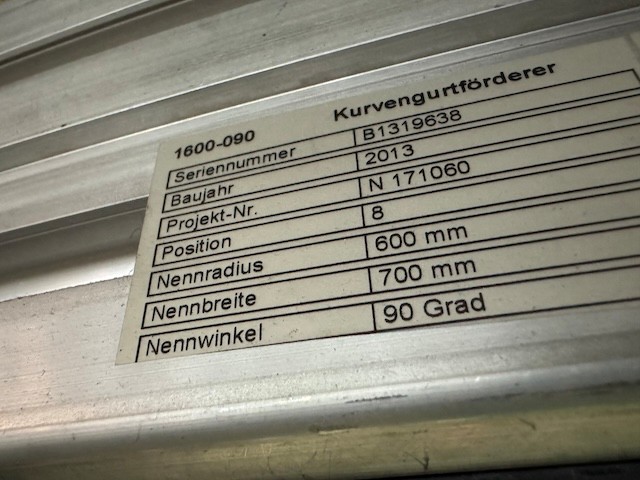 1600-090 Kurvengurtförderer
Seriennummer B1319638
Baujahr 2013
Projekt-Nr. N 171060
Position 8
Nennradius 600 mm
Nennbreite 700 mm
Nennwinkel 90 Grad